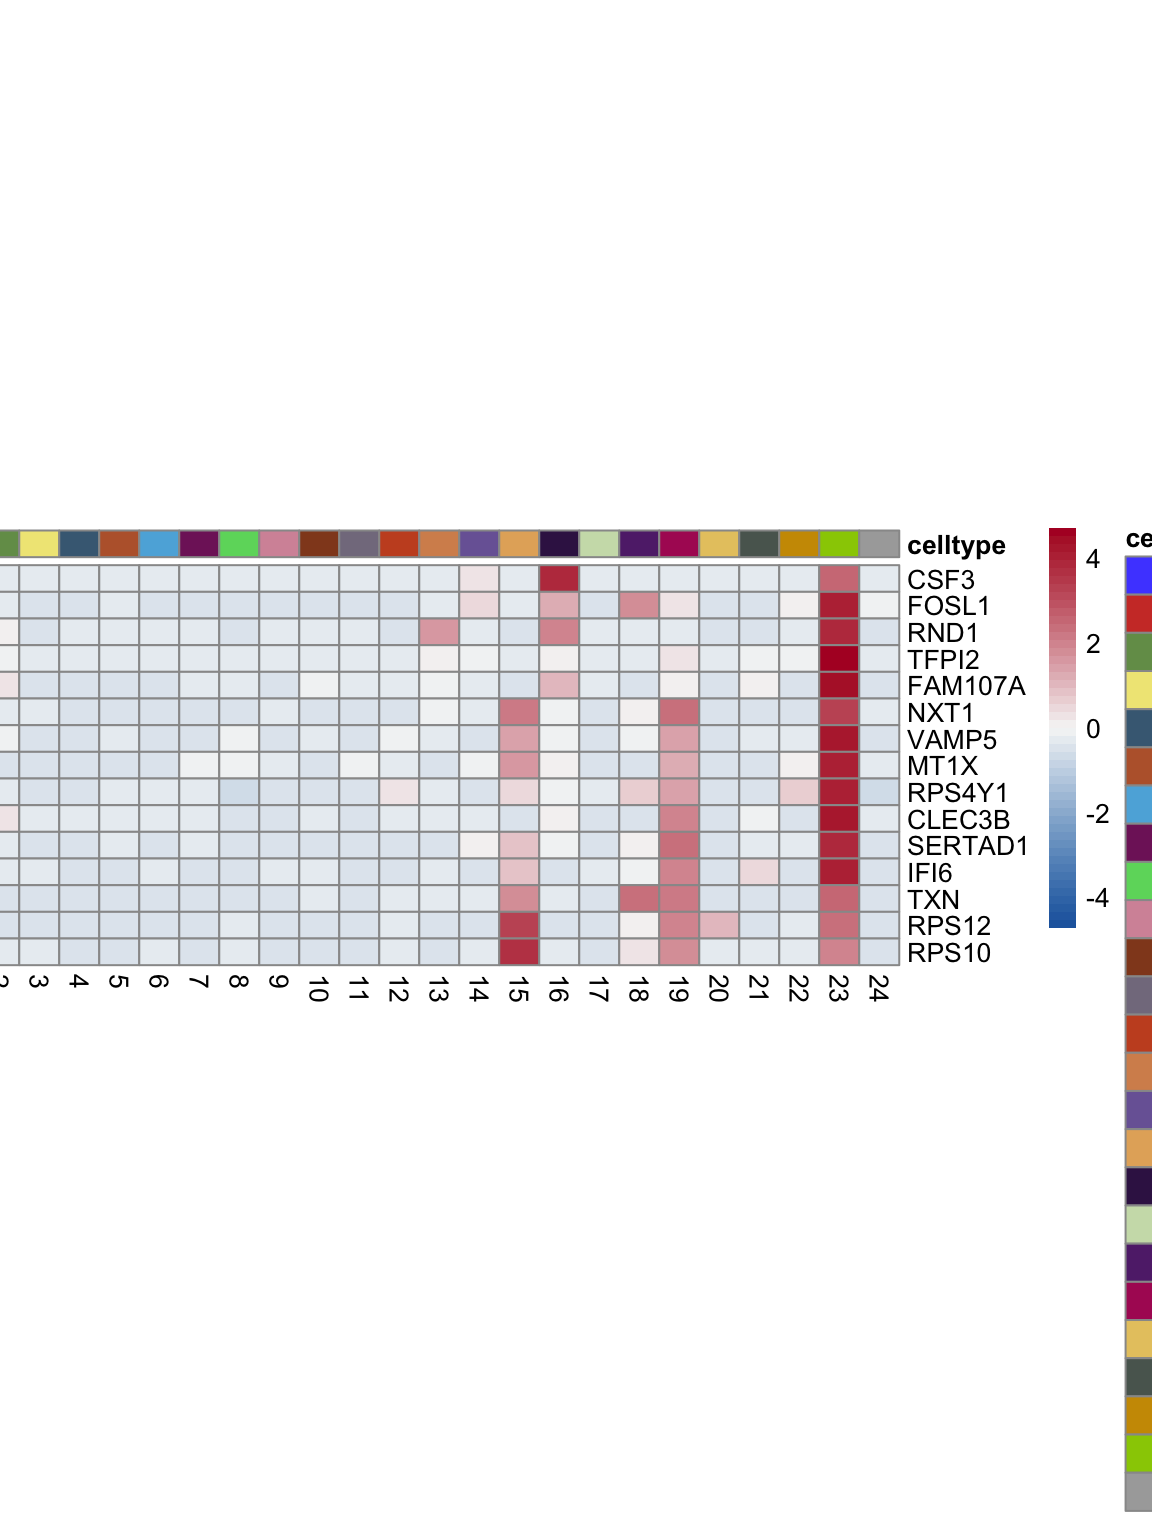 celltype
CSF3
FOSL1
RND1
TFPI2
FAM107A
NXT1
VAMP5
MT1X
RPS4Y1
CLEC3B
SERTAD1
IFI6
TXN
RPS12
RPS10
2 3 4 5 6 7 8 9 10 11 12 13 14 15 16 17 18 19 20 21 22 23 24
4
2
0
-2
-4
ce